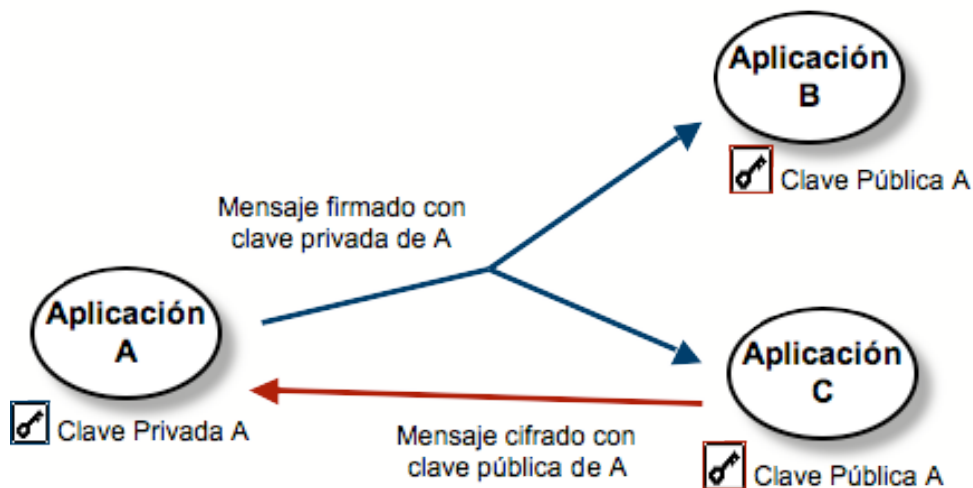 Aplicación
B
Clave Pública A
Mensaje firmado con
clave privada de A
Aplicación
A
Clave Privada A
Aplicación
C
Clave Pública A
Mensaje cifrado con
clave pública de A